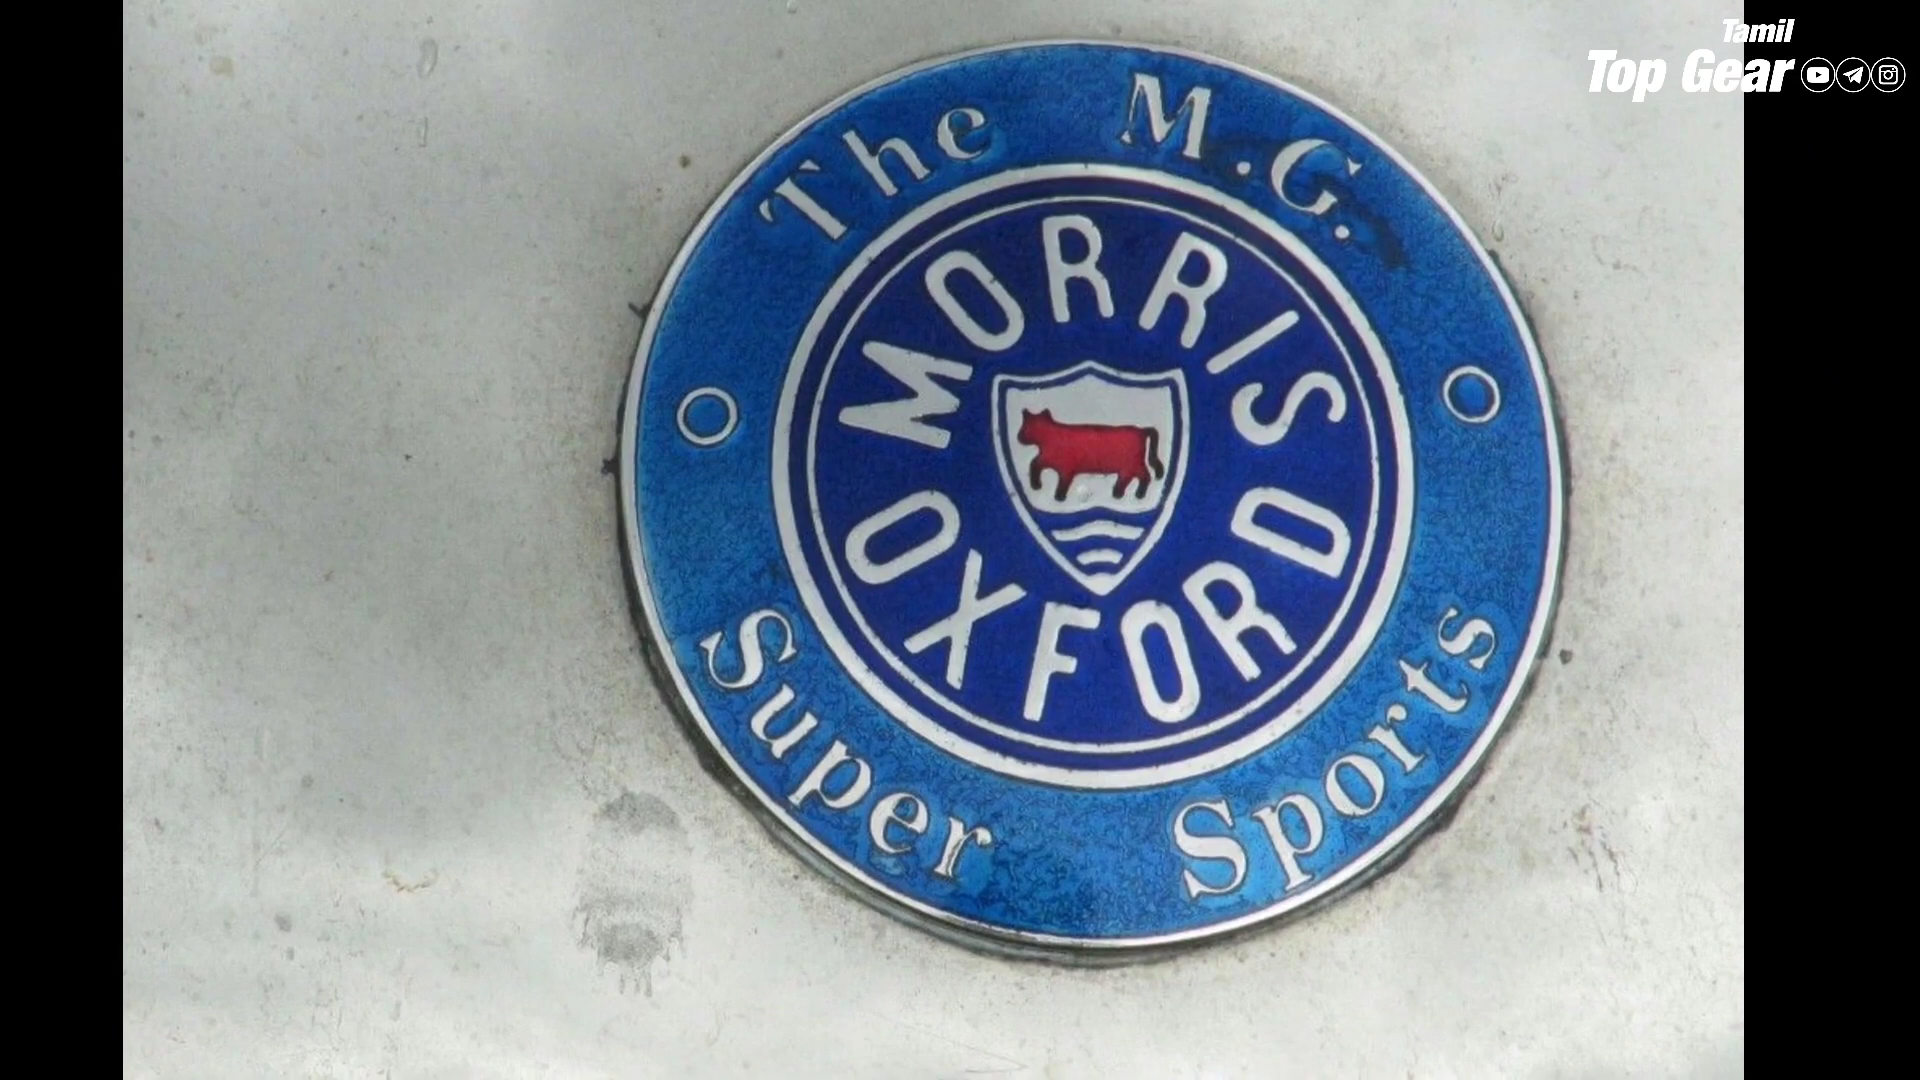 Tamil
Top Gear
The M.G.
MORRIS
OXFORD
Super Sports